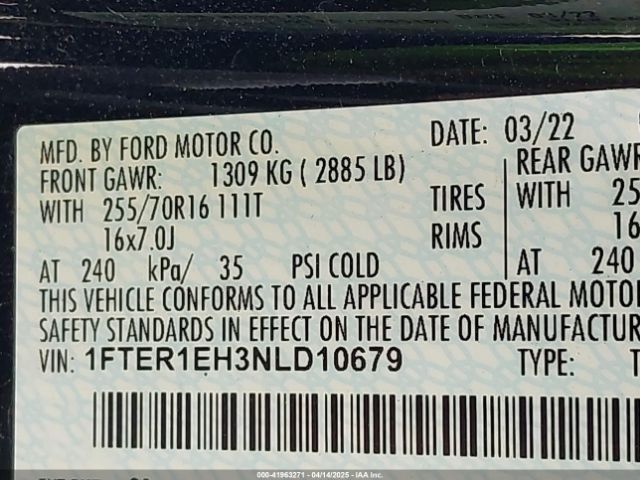 MFD. BY FORD MOTOR CO.
DATE: 03/22
FRONT GAWR: 1309 KG ( 2885 LB)
REAR GAWR
WITH 255/70R16 111T TIRES
WITH 25
16x7.0J RIMS
16
AT 240 kPa/ 35 PSI COLD
AT 240
THIS VEHICLE CONFORMS TO ALL APPLICABLE FEDERAL MOTO
SAFETY STANDARDS IN EFFECT ON THE DATE OF MANUFACTUR
VIN: 1FTER1EH3NLD10679 TYPE: T
000-41963271 - 04/14/2025 - IAA Inc.